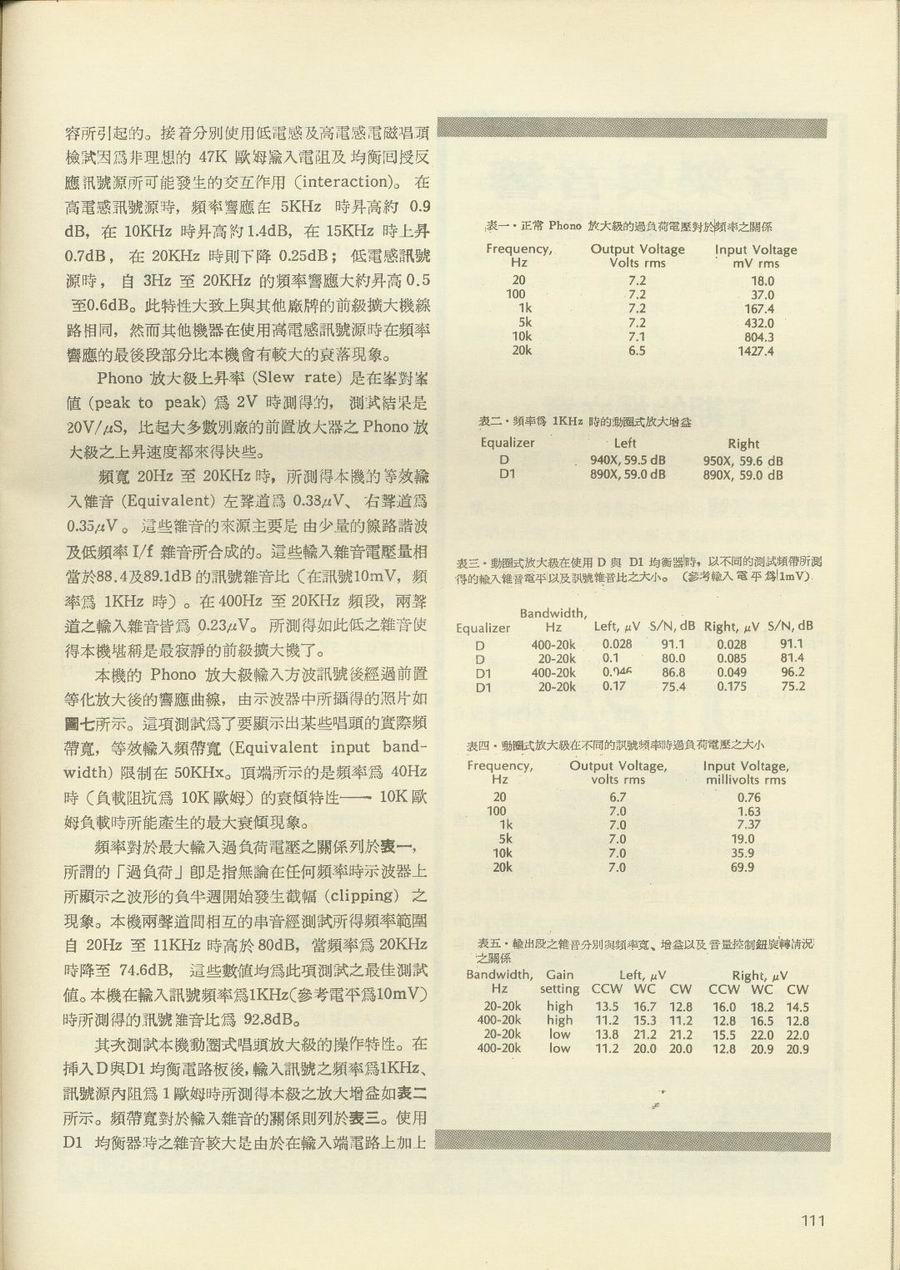 容所引起的。接着分別使用低電感及高電感電磁唱頭
檢試因爲非理想的 47K 歐姆輸入電阻及 均衡回授反
應訊號源所可能發生的交互作用 (interaction)。 在
高電感訊號源時，頻率響應在 5KHz 時昇高約 0.9
dB，在 10KHz 時昇高約 1.4dB，在 15KHz 時上昇
0.7dB，在 20KHz 時則下降 0.25dB； 低電感訊號
源時，自 3Hz 至 20KHz 的頻率響應大約昇高 0.5
至0.6dB。此特性大致上與其他廠牌的前級擴大機線
路相同，然而其他機器在使用高電感訊號源時在頻率
響應的最後段部分比本機會有較大的衰落現象。
Phono 放大級上昇率 (Slew rate) 是在峯對峯
值 (peak to peak) 爲 2V 時測得的， 測試結果是
20V/μS，比起大多數別廠的前置放大器之 Phono 放
大級之上昇速度都來得快些。
頻寬 20Hz 至 20KHz 時，所測得本機的等效輸
入雜音 (Equivalent) 左聲道爲 0.38μV、 右聲道爲
0.35μV 。 這些雜音的來源主要是 由少量的線路諧波
及低頻率 I/f 雜音所合成的。這些輸入雜音電壓量相
當於88.4及89.1dB 的訊號雜音比（在訊號10mV，頻
率爲 1KHz 時）。在 400Hz 至 20KHz 頻段，兩聲
道之輸入雜音皆爲 0.23μV。 所測得如此低之雜音使
得本機堪稱是最寂靜的前級擴大機了。
本機的 Phono 放大級輸入方波訊號後經過前置
等化放大後的響應曲線，由示波器中所攝得的照片如
圖七所示。這項測試爲了要顯示出某些唱頭的實際頻
帶寬，等效輸入頻帶寬 (Equivalent input band-
width) 限制在 50KHx。頂端所示的是頻率爲 40Hz
時（負載阻抗爲 10K 歐姆）的衰傾特性—— 10K 歐
姆負載時所能產生的最大衰傾現象。
頻率對於最大輸入過負荷電壓之關係列於表一，
所謂的「過負荷」卽是指無論在任何頻率時示波器上
所顯示之波形的負半週開始發生截幅 (clipping) 之
現象。本機兩聲道間相互的串音經測試所得頻率範圍
自 20Hz 至 11KHz 時高於 80dB，當頻率爲 20KHz
時降至 74.6dB， 這些數値均爲此項測試之最佳測試
値。本機在輸入訊號頻率爲1KHz（參考電平爲10mV）
時所測得的訊號雜音比爲 92.8dB。
其次測試本機動圈式唱頭放大級的操作特性。在
挿入D與D1 均衡電路板後，輸入訊號之頻率爲1KHz、
訊號源內阻爲 1 歐姆時所測得本級之放大增益如表二
所示。頻帶寬對於輸入雜音的關係則列於表三。使用
D1 均衡器時之雜音較大是由於在輸入端電路上加上
表一・正常 Phono 放大級的過負荷電壓對於頻率之關係
Frequency, Output Voltage Input Voltage
Hz Volts rms mV rms
20 7.2 18.0
100 7.2 37.0
1k 7.2 167.4
5k 7.2 432.0
10k 7.1 804.3
20k 6.5 1427.4
表二・頻率爲 1KHz 時的動圈式放大增益
Equalizer Left Right
D 940X, 59.5 dB 950X, 59.6 dB
D1 890X, 59.0 dB 890X, 59.0 dB
表三・動圈式放大級在使用 D 與 D1 均衡器時，以不同的測試頻帶所測
得的輸入雜音電平以及訊號雜音比之大小。（參考輸入電平爲1mV）
Bandwidth,
Equalizer Hz Left, μV S/N, dB Right, μV S/N, dB
D 400-20k 0.028 91.1 0.028 91.1
D 20-20k 0.1 80.0 0.085 81.4
D1 400-20k 86.8 0.049 96.2
D1 20-20k 0.17 75.4 0.175 75.2
表四・動圈式放大級在不同的訊號頻率時過負荷電壓之大小
Frequency, Output Voltage, Input Voltage,
Hz volts rms millivolts rms
20 6.7 0.76
100 7.0 1.63
1k 7.0 7.37
5k 7.0 19.0
10k 7.0 35.9
20k 7.0 69.9
表五・輸出段之雜音分別與頻率寬、增益以及音量控制鈕旋轉情況
之關係
Bandwidth, Gain Left, μV Right, μV
Hz setting CCW WC CW CCW WC CW
20-20k high 13.5 16.7 12.8 16.0 18.2 14.5
400-20k high 11.2 15.3 11.2 12.8 16.5 12.8
20-20k low 13.8 21.2 21.2 15.5 22.0 22.0
400-20k low 11.2 20.0 20.0 12.8 20.9 20.9
111